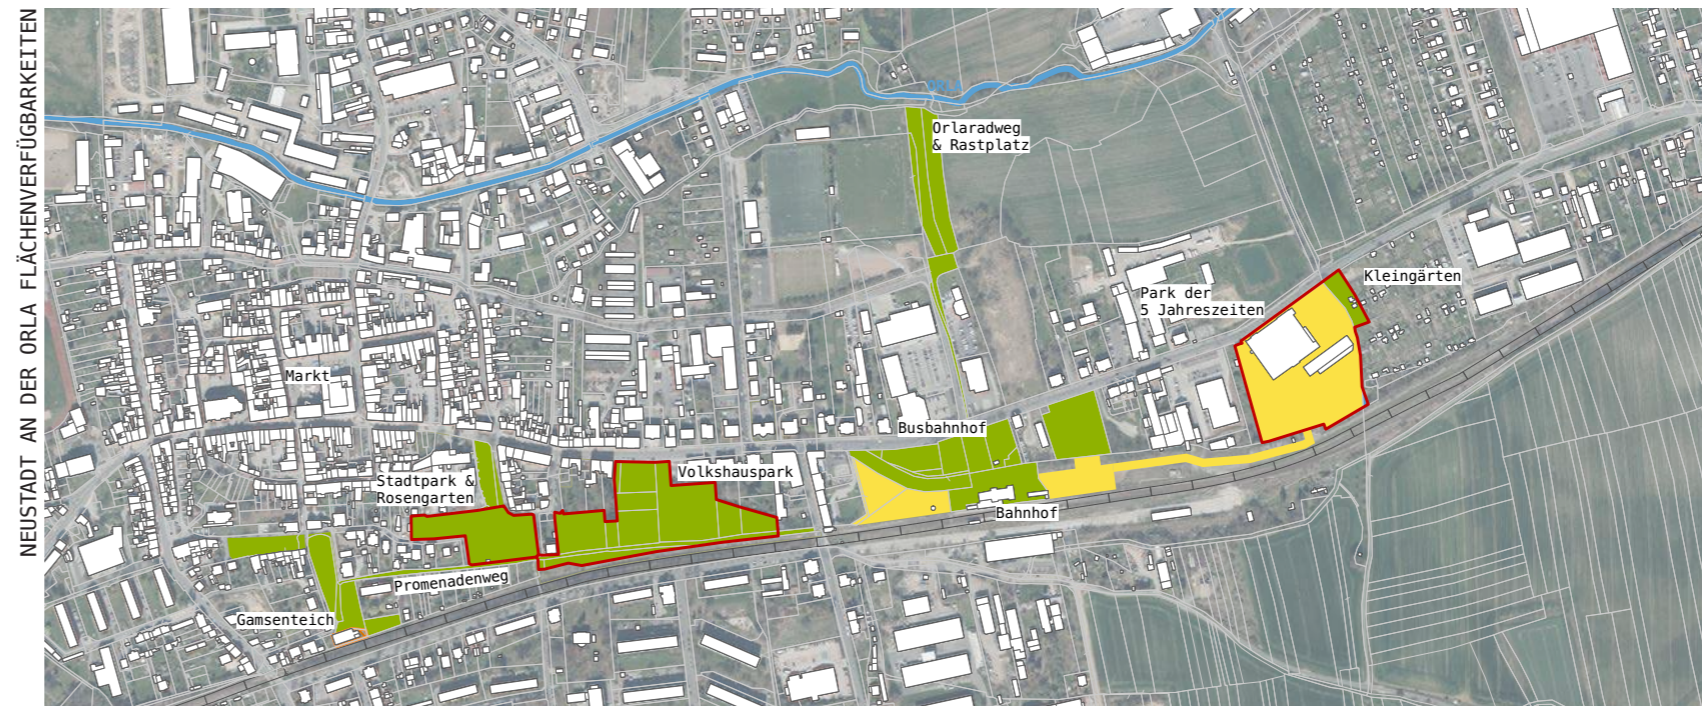 NEUSTADT AN DER ORLA FLÄCHENVERFÜGBARKEITEN
ORLA
Orlaradweg
& Rastplatz
Kleingärten
Park der
5 Jahreszeiten
Markt
Busbahnhof
Volkshauspark
Stadtpark &
Rosengarten
Bahnhof
Promenadenweg
Gamsenteich